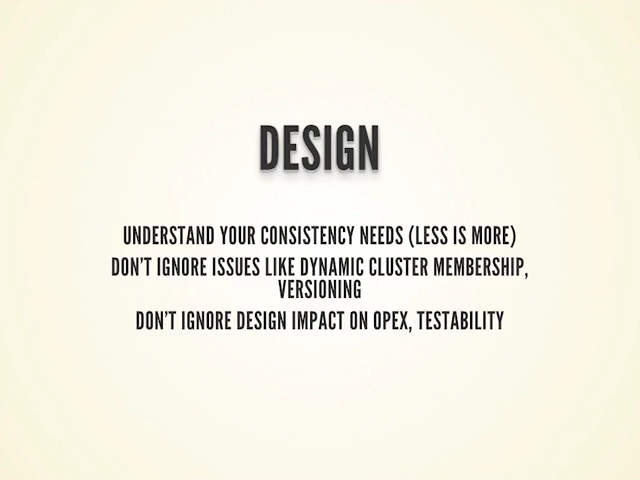 DESIGN
UNDERSTAND YOUR CONSISTENCY NEEDS (LESS IS MORE)
DON'T IGNORE ISSUES LIKE DYNAMIC CLUSTER MEMBERSHIP,
VERSIONING
DON'T IGNORE DESIGN IMPACT ON OPEX, TESTABILITY